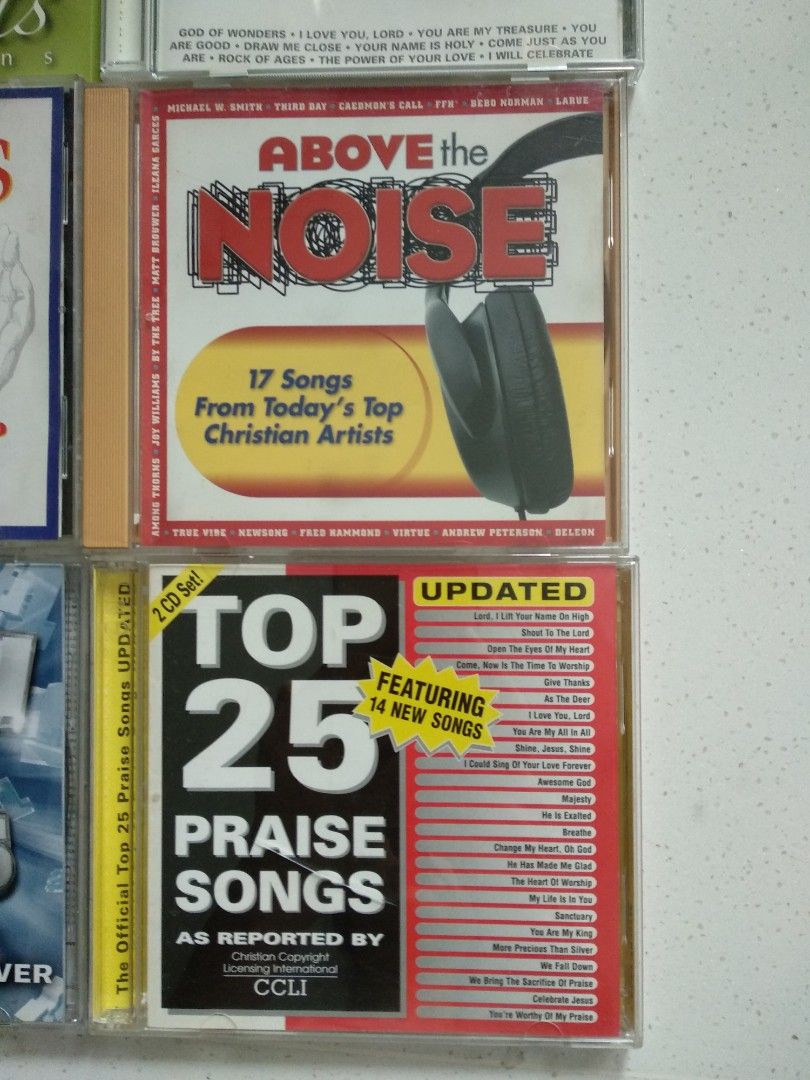 GOD OF WONDERS • I LOVE YOU, LORD • YOU ARE MY TREASURE • YOU
ARE GOOD • DRAW ME CLOSE • YOUR NAME IS HOLY • COME JUST AS YOU
ARE • ROCK OF AGES • THE POWER OF YOUR LOVE • I WILL CELEBRATE
n s
S
MICHAEL W. SMITH • THIRD DAY • CAEDMON'S CALL • FFH • BEBO NORMAN • LARUE
AMONG THORNS • JOY WILLIAMS • BY THE TREE • MATT BROUWER • ILEANA GARCES
ABOVE the
NOISE
17 Songs
From Today's Top
Christian Artists
TRUE VIBE • NEWSONG • FRED HAMMOND • VIRTUE • ANDREW PETERSON • DELEON
The Official Top 25 Praise Songs UPDATED
2 CD Set!
TOP
25
PRAISE
SONGS
AS REPORTED BY
Christian Copyright
Licensing International
CCLI
FEATURING
14 NEW SONGS
UPDATED
Lord, I Lift Your Name On High
Shout To The Lord
Open The Eyes Of My Heart
Come, Now Is The Time To Worship
Give Thanks
As The Deer
I Love You, Lord
You Are My All In All
Shine, Jesus, Shine
I Could Sing Of Your Love Forever
Awesome God
Majesty
He Is Exalted
Breathe
Change My Heart, Oh God
He Has Made Me Glad
The Heart Of Worship
My Life Is In You
Sanctuary
You Are My King
More Precious Than Silver
We Fall Down
We Bring The Sacrifice Of Praise
Celebrate Jesus
You're Worthy Of My Praise
VER